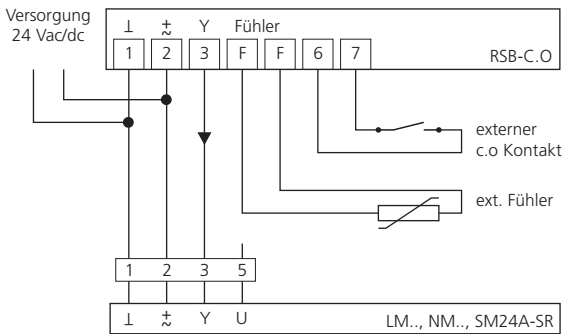 Versorgung
24 Vac/dc
⊥ ± ~ Y Fühler
1 2 3 F F 6 7
RSB-C.O
externer
c.o Kontakt
ext. Fühler
1 2 3 5
⊥ ± ~ Y U
LM.., NM.., SM24A-SR